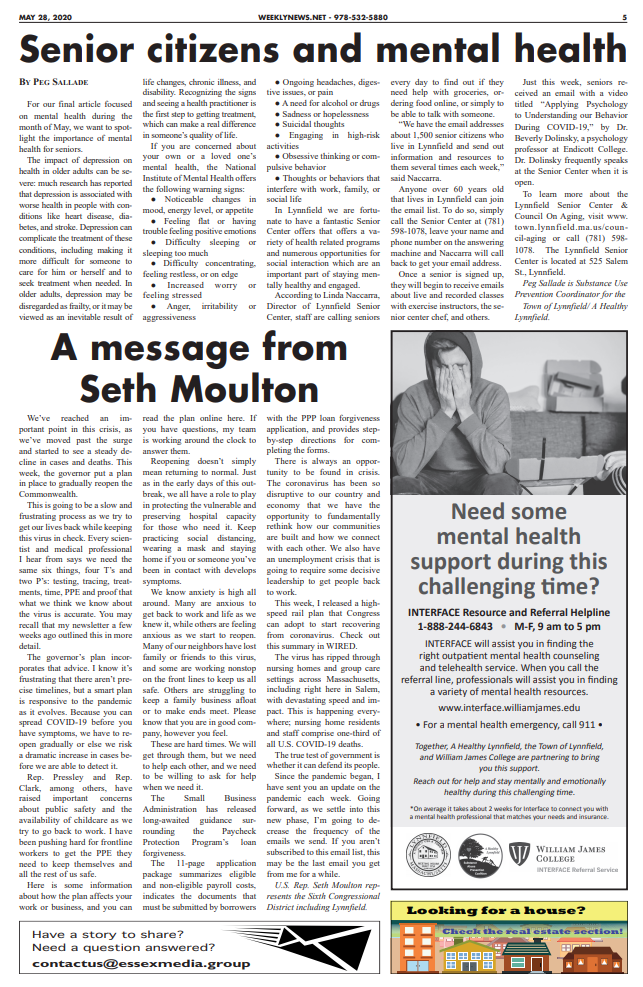 MAY 28, 2020
WEEKLYNEWS.NET - 978-532-5880
5
Senior citizens and mental health
By Peg Sallade
For our final article focused
on mental health during the
month of May, we want to spot-
light the importance of mental
health for seniors.
The impact of depression on
health in older adults can be se-
vere: much research has reported
that depression is associated with
worse health in people with con-
ditions like heart disease, dia-
betes, and stroke. Depression can
complicate the treatment of these
conditions, including making it
more difficult for someone to
care for him or herself and to
seek treatment when needed. In
older adults, depression may be
disregarded as frailty, or it may be
viewed as an inevitable result of
life changes, chronic illness, and
disability. Recognizing the signs
and seeing a health practitioner is
the first step to getting treatment,
which can make a real difference
in someone's quality of life.
If you are concerned about
your own or a loved one's
mental health, the National
Institute of Mental Health offers
the following warning signs:
● Noticeable changes in
mood, energy level, or appetite
● Feeling flat or having
trouble feeling positive emotions
● Difficulty sleeping or
sleeping too much
● Difficulty concentrating,
feeling restless, or on edge
● Increased worry or
feeling stressed
● Anger, irritability or
aggressiveness
● Ongoing headaches, diges-
tive issues, or pain
● A need for alcohol or drugs
● Sadness or hopelessness
● Suicidal thoughts
● Engaging in high-risk
activities
● Obsessive thinking or com-
pulsive behavior
● Thoughts or behaviors that
interfere with work, family, or
social life
In Lynnfield we are fortu-
nate to have a fantastic Senior
Center offers that offers a va-
riety of health related programs
and numerous opportunities for
social interaction which are an
important part of staying men-
tally healthy and engaged.
According to Linda Naccarra,
Director of Lynnfield Senior
Center, staff are calling seniors
every day to find out if they
need help with groceries, or-
dering food online, or simply to
be able to talk with someone.
"We have the email addresses
about 1,500 senior citizens who
live in Lynnfield and send out
information and resources to
them several times each week,"
said Naccarra.
Anyone over 60 years old
that lives in Lynnfield can join
the email list. To do so, simply
call the Senior Center at (781)
598-1078, leave your name and
phone number on the answering
machine and Naccarra will call
back to get your email address.
Once a senior is signed up,
they will begin to receive emails
about live and recorded classes
with exercise instructors, the se-
nior center chef, and others.
Just this week, seniors re-
ceived an email with a video
titled "Applying Psychology
to Understanding our Behavior
During COVID-19," by Dr.
Beverly Dolinsky, a psychology
professor at Endicott College.
Dr. Dolinsky frequently speaks
at the Senior Center when it is
open.
To learn more about the
Lynnfield Senior Center &
Council On Aging, visit www.
town.lynnfield.ma.us/coun-
cil-aging or call (781) 598-
1078. The Lynnfield Senior
Center is located at 525 Salem
St., Lynnfield.
Peg Sallade is Substance Use
Prevention Coordinator for the
Town of Lynnfield/ A Healthy
Lynnfield.
A message from
Seth Moulton
We've reached an im-
portant point in this crisis, as
we've moved past the surge
and started to see a steady de-
cline in cases and deaths. This
week, the governor put a plan
in place to gradually reopen the
Commonwealth.
This is going to be a slow and
frustrating process as we try to
get our lives back while keeping
this virus in check. Every scien-
tist and medical professional
I hear from says we need the
same six things, four T's and
two P's: testing, tracing, treat-
ments, time, PPE and proof that
what we think we know about
the virus is accurate. You may
recall that my newsletter a few
weeks ago outlined this in more
detail.
The governor's plan incor-
porates that advice. I know it's
frustrating that there aren't pre-
cise timelines, but a smart plan
is responsive to the pandemic
as it evolves. Because you can
spread COVID-19 before you
have symptoms, we have to re-
open gradually or else we risk
a dramatic increase in cases be-
fore we are able to detect it.
Rep. Pressley and Rep.
Clark, among others, have
raised important concerns
about public safety and the
availability of childcare as we
try to go back to work. I have
been pushing hard for frontline
workers to get the PPE they
need to keep themselves and
all the rest of us safe.
Here is some information
about how the plan affects your
work or business, and you can
read the plan online here. If
you have questions, my team
is working around the clock to
answer them.
Reopening doesn't simply
mean returning to normal. Just
as in the early days of this out-
break, we all have a role to play
in protecting the vulnerable and
preserving hospital capacity
for those who need it. Keep
practicing social distancing,
wearing a mask and staying
home if you or someone you've
been in contact with develops
symptoms.
We know anxiety is high all
around. Many are anxious to
get back to work and life as we
knew it, while others are feeling
anxious as we start to reopen.
Many of our neighbors have lost
family or friends to this virus,
and some are working nonstop
on the front lines to keep us all
safe. Others are struggling to
keep a family business afloat
or to make ends meet. Please
know that you are in good com-
pany, however you feel.
These are hard times. We will
get through them, but we need
to help each other, and we need
to be willing to ask for help
when we need it.
The Small Business
Administration has released
long-awaited guidance sur-
rounding the Paycheck
Protection Program's loan
forgiveness.
The 11-page application
package summarizes eligible
and non-eligible payroll costs,
indicates the documents that
must be submitted by borrowers
with the PPP loan forgiveness
application, and provides step-
by-step directions for com-
pleting the forms.
There is always an oppor-
tunity to be found in crisis.
The coronavirus has been so
disruptive to our country and
economy that we have the
opportunity to fundamentally
rethink how our communities
are built and how we connect
with each other. We also have
an unemployment crisis that is
going to require some decisive
leadership to get people back
to work.
This week, I released a high-
speed rail plan that Congress
can adopt to start recovering
from coronavirus. Check out
this summary in WIRED.
The virus has ripped through
nursing homes and group care
settings across Massachusetts,
including right here in Salem,
with devastating speed and im-
pact. This is happening every-
where; nursing home residents
and staff comprise one-third of
all U.S. COVID-19 deaths.
The true test of government is
whether it can defend its people.
Since the pandemic began, I
have sent you an update on the
pandemic each week. Going
forward, as we settle into this
new phase, I'm going to de-
crease the frequency of the
emails we send. If you aren't
subscribed to this email list, this
may be the last email you get
from me for a while.
U.S. Rep. Seth Moulton rep-
resents the Sixth Congressional
District including Lynnfield.
Need some
mental health
support during this
challenging time?
INTERFACE Resource and Referral Helpline
1-888-244-6843 • M-F, 9 am to 5 pm
INTERFACE will assist you in finding the
right outpatient mental health counseling
and telehealth service. When you call the
referral line, professionals will assist you in finding
a variety of mental health resources.
www.interface.williamjames.edu
• For a mental health emergency, call 911 •
Together, A Healthy Lynnfield, the Town of Lynnfield,
and William James College are partnering to bring
you this support.
Reach out for help and stay mentally and emotionally
healthy during this challenging time.
*On average it takes about 2 weeks for Interface to connect you with
a mental health professional that matches your needs and insurance.
WILLIAM JAMES
COLLEGE
INTERFACE Referral Service
Have a story to share?
Need a question answered?
contactus@essexmedia.group
Looking for a house?
Check the real estate section!